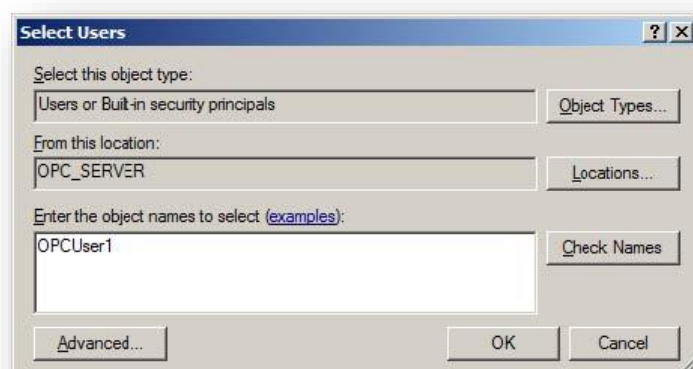 Select Users
Select this object type:
Users or Built-in security principals
Object Types...
From this location:
OPC_SERVER
Locations...
Enter the object names to select (examples):
OPCUser1
Check Names
Advanced...
OK
Cancel